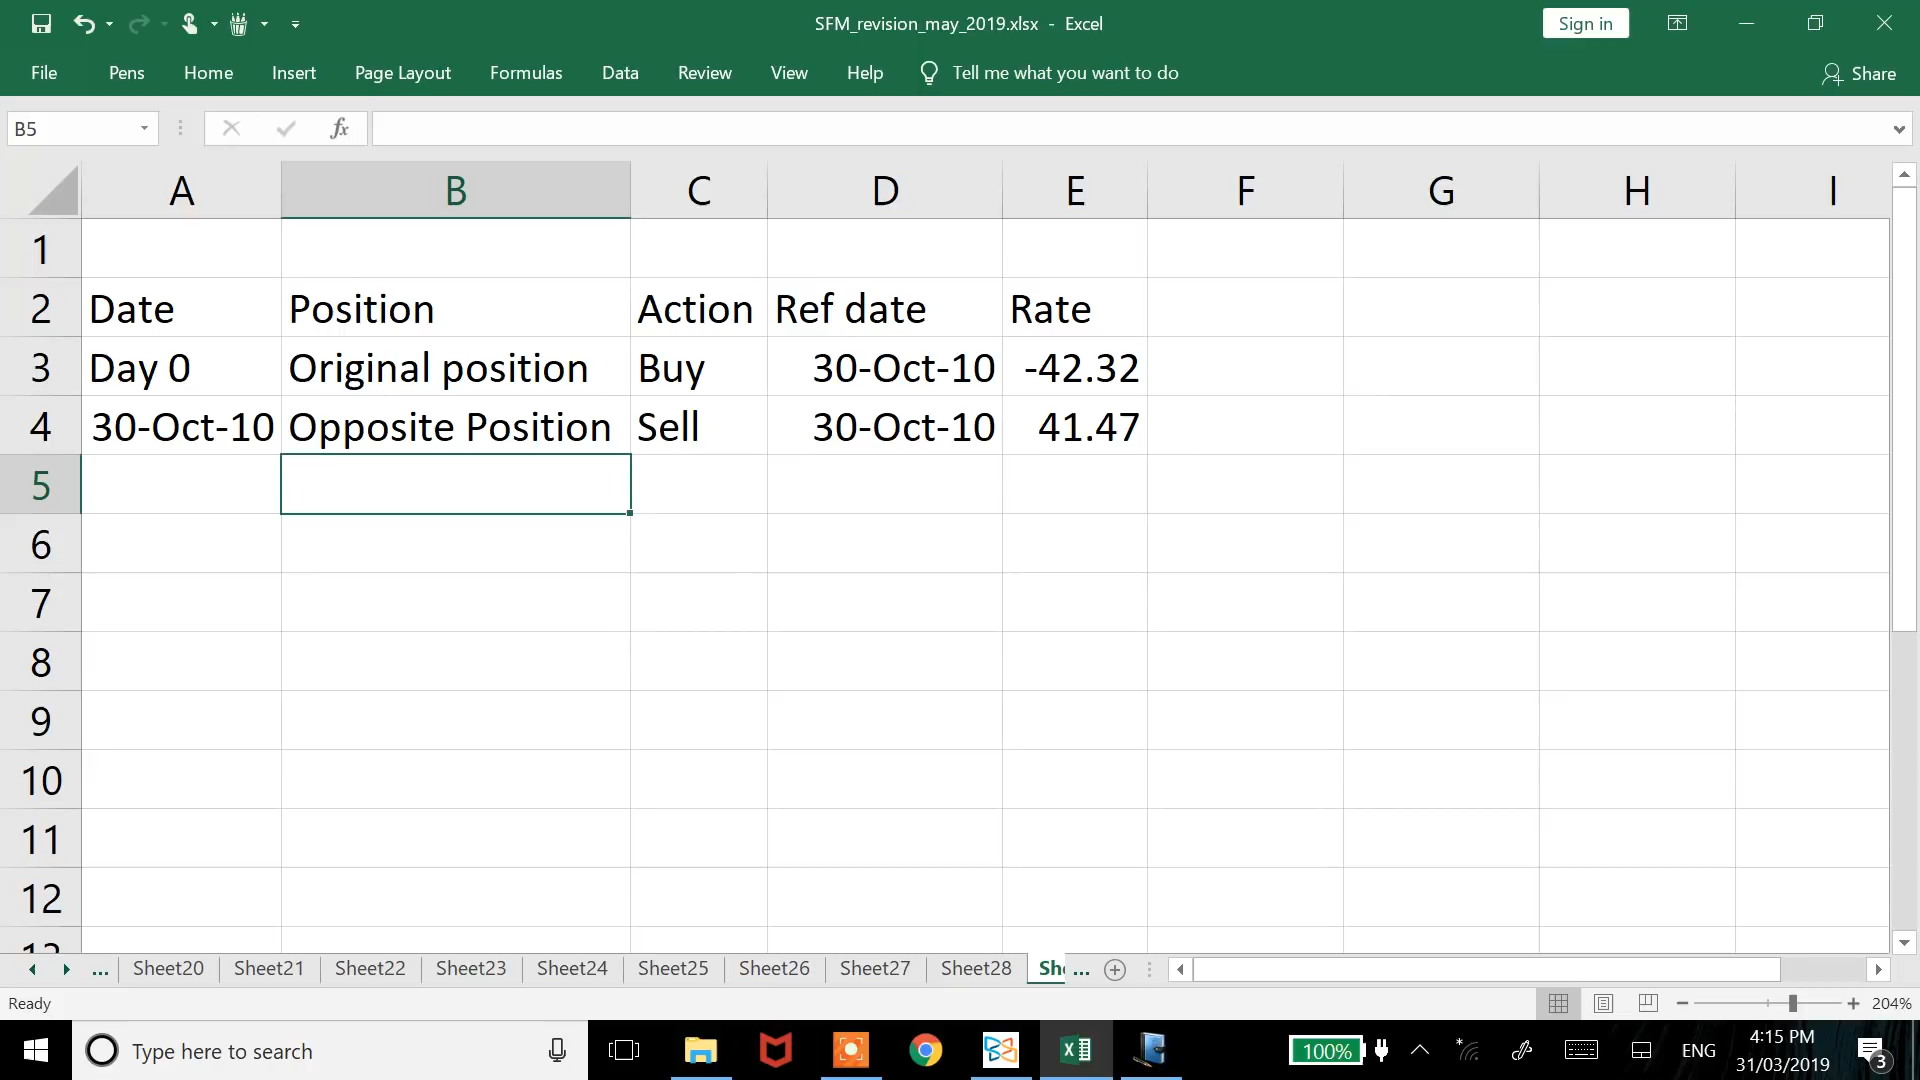 SFM_revision_may_2019.xlsx - Excel
Sign in
File Pens Home Insert Page Layout Formulas Data Review View Help Tell me what you want to do Share
B5 fx
A B C D E F G H I
1
2 Date Position Action Ref date Rate
3 Day 0 Original position Buy 30-Oct-10 -42.32
4 30-Oct-10 Opposite Position Sell 30-Oct-10 41.47
5
6
7
8
9
10
11
12
13
... Sheet20 Sheet21 Sheet22 Sheet23 Sheet24 Sheet25 Sheet26 Sheet27 Sheet28 She ...
Ready 204%
Type here to search 100% ENG 4:15 PM
31/03/2019 3